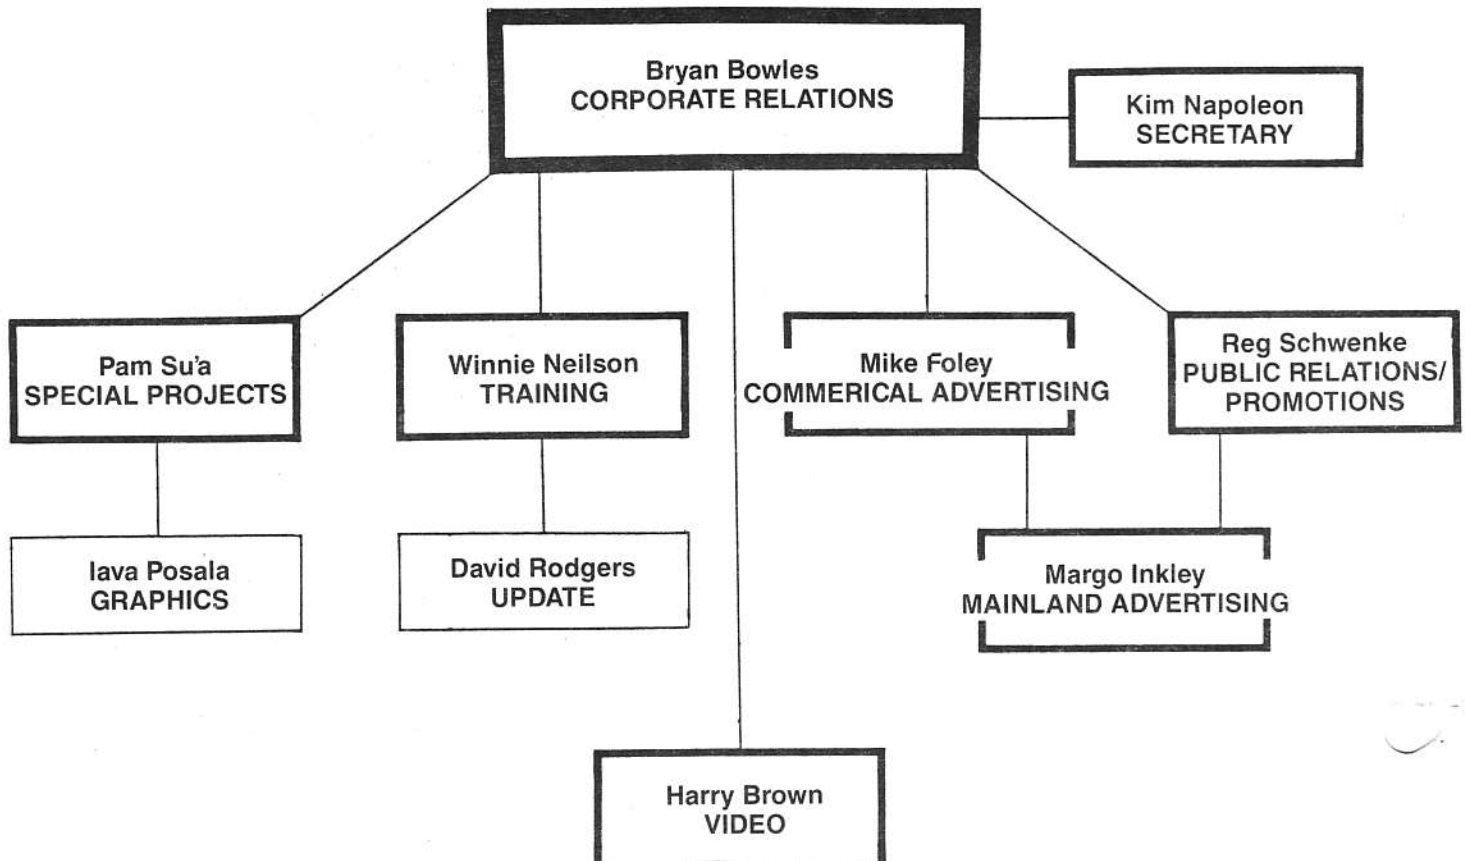 Bryan Bowles
CORPORATE RELATIONS
Kim Napoleon
SECRETARY
Pam Su'a
SPECIAL PROJECTS
Winnie Neilson
TRAINING
Mike Foley
COMMERICAL ADVERTISING
Reg Schwenke
PUBLIC RELATIONS/
PROMOTIONS
Iava Posala
GRAPHICS
David Rodgers
UPDATE
Margo Inkley
MAINLAND ADVERTISING
Harry Brown
VIDEO